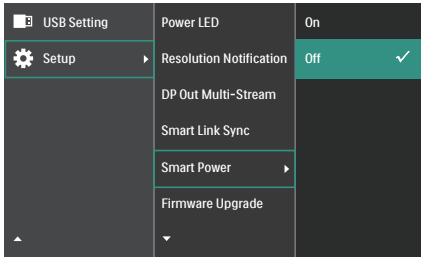 USB Setting
Setup
Power LED
Resolution Notification
DP Out Multi-Stream
Smart Link Sync
Smart Power
Firmware Upgrade
On
Off